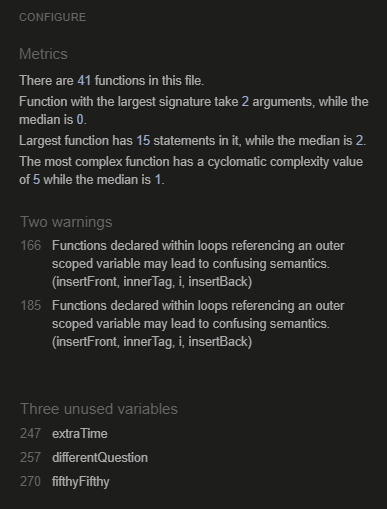 CONFIGURE
Metrics
There are 41 functions in this file.
Function with the largest signature take 2 arguments, while the
median is 0.
Largest function has 15 statements in it, while the median is 2.
The most complex function has a cyclomatic complexity value
of 5 while the median is 1.
Two warnings
166 Functions declared within loops referencing an outer
scoped variable may lead to confusing semantics.
(insertFront, innerTag, i, insertBack)
185 Functions declared within loops referencing an outer
scoped variable may lead to confusing semantics.
(insertFront, innerTag, i, insertBack)
Three unused variables
247 extraTime
257 differentQuestion
270 fifthyFifthy